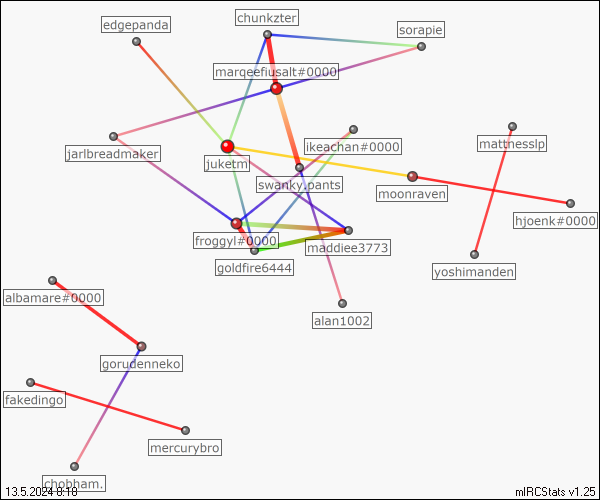 chunkzter
edgepanda
sorapie
marqeefiusalt#0000
mattnesslp
ikeachan#0000
jarlbreadmaker
juketm
swanky.pants
moonraven
hjoenk#0000
froggyl#0000
maddiee3773
goldfire6444
yoshimanden
albamare#0000
alan1002
gorudenneko
fakedingo
mercurybro
chobham.
13.5.2024 8:18
mIRCStats v1.25